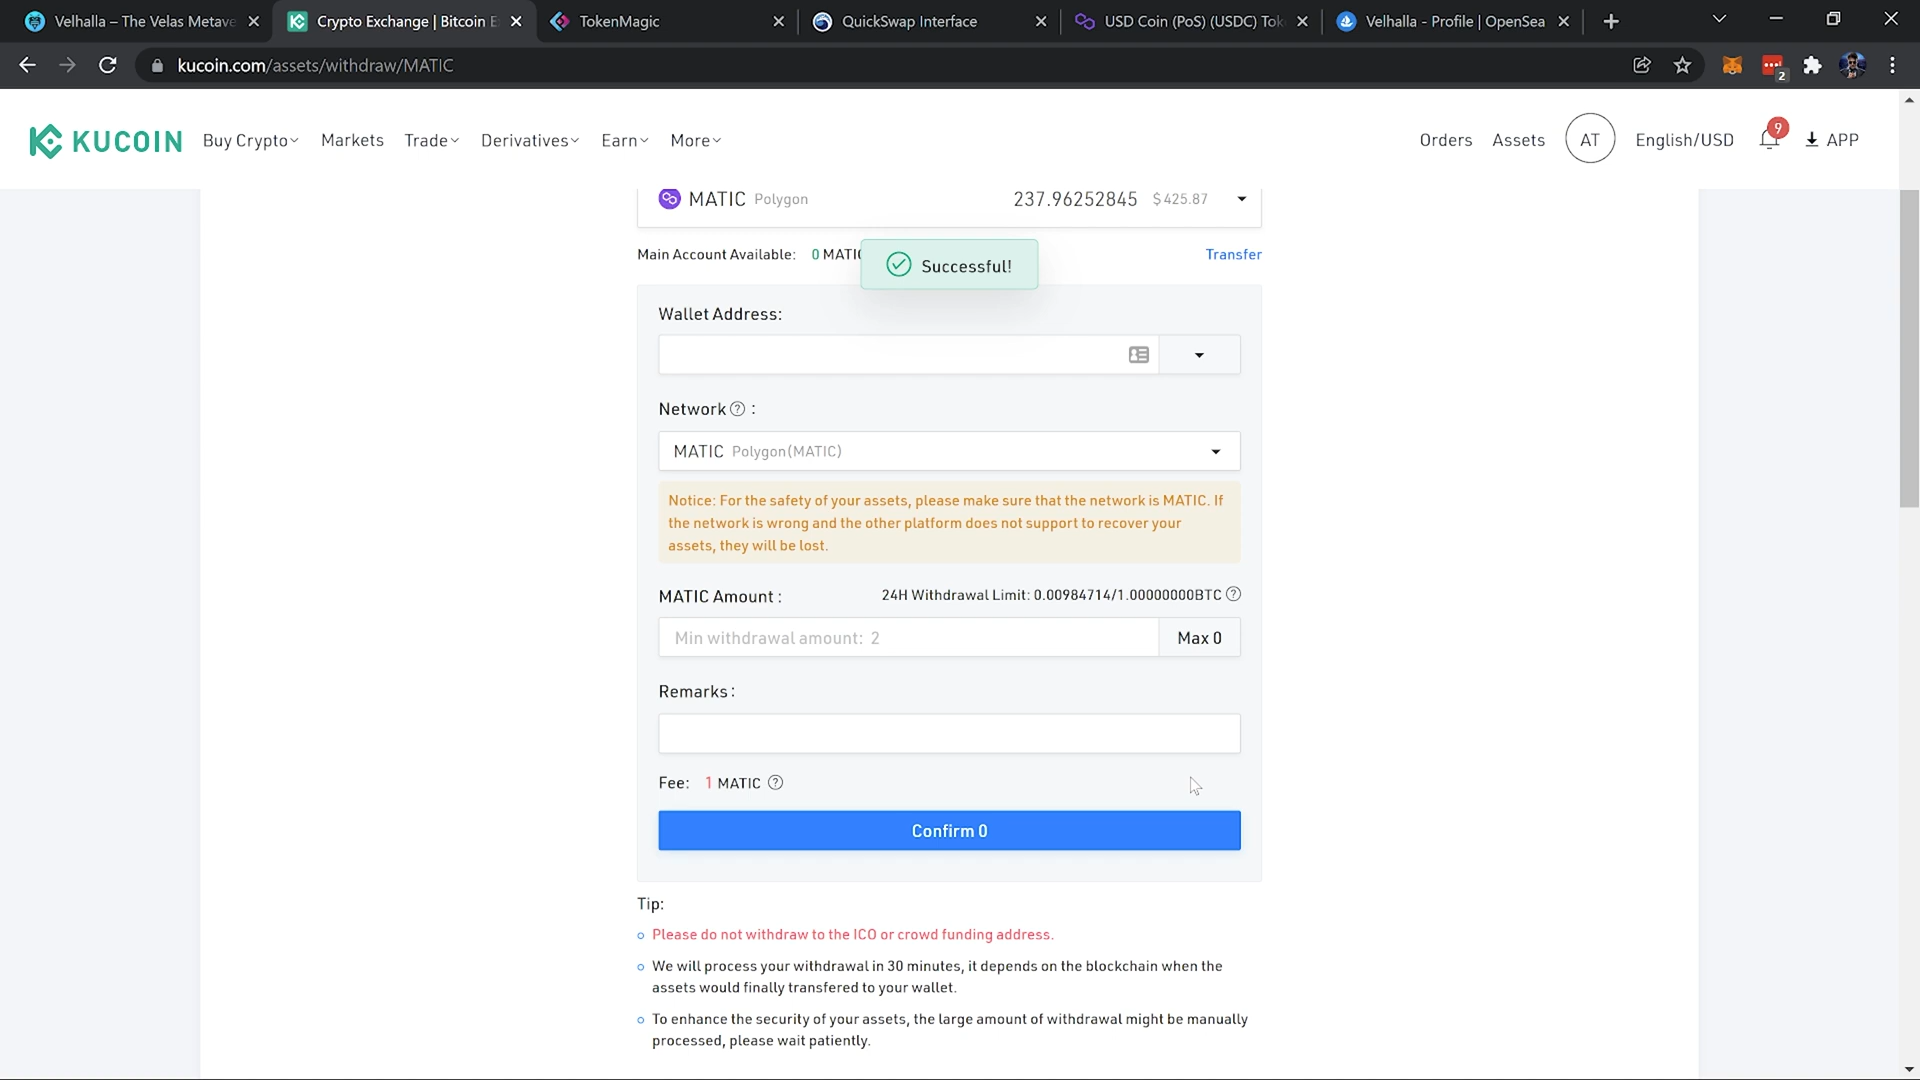 Velhalla – The Velas Metave
Crypto Exchange | Bitcoin E
TokenMagic
QuickSwap Interface
USD Coin (PoS) (USDC) Tok
Velhalla - Profile | OpenSea
kucoin.com/assets/withdraw/MATIC
2
KUCOIN
Buy Crypto
Markets
Trade
Derivatives
Earn
More
Orders
Assets
AT
English/USD
9
APP
MATIC Polygon 237.96252845 $ 425.87
Main Account Available: 0 MATIC
Transfer
Successful!
Wallet Address:
Network ? :
MATIC Polygon(MATIC)
Notice: For the safety of your assets, please make sure that the network is MATIC. If
the network is wrong and the other platform does not support to recover your
assets, they will be lost.
MATIC Amount : 24H Withdrawal Limit: 0.00984714/1.00000000BTC ?
Min withdrawal amount: 2 Max 0
Remarks :
Fee: 1 MATIC ?
Confirm 0
Tip:
Please do not withdraw to the ICO or crowd funding address.
We will process your withdrawal in 30 minutes, it depends on the blockchain when the
assets would finally transfered to your wallet.
To enhance the security of your assets, the large amount of withdrawal might be manually
processed, please wait patiently.